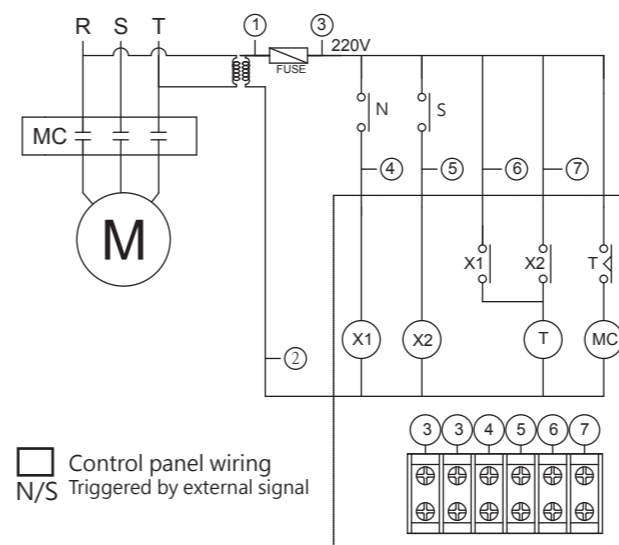 R S T
① ③
220V
FUSE
MC
N S
④ ⑤ ⑥ ⑦
M
X1 X2 T
②
X1 X2 T MC
③ ③ ④ ⑤ ⑥ ⑦
Control panel wiring
N/S Triggered by external signal